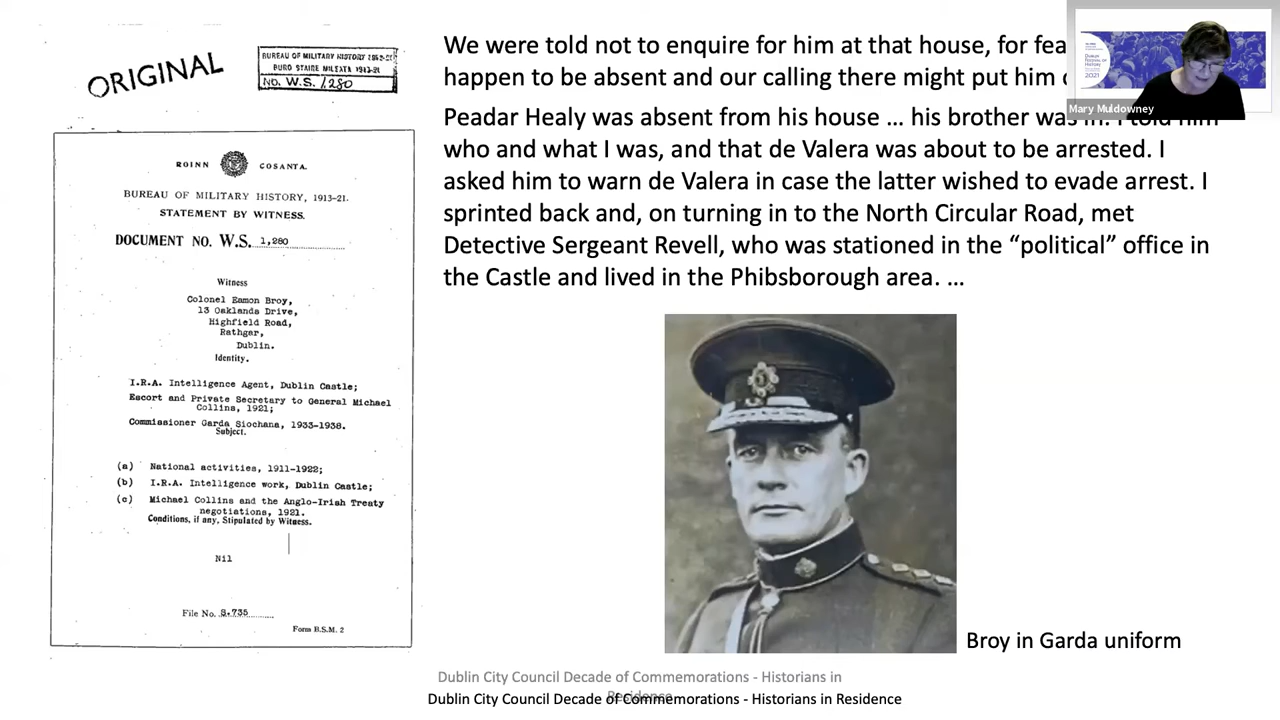 ORIGINAL
BUREAU OF MILITARY HISTORY 1913-21
BURO STAIRE MILEATA 1913-21
NO. W.S. 1,280
ROINN COSANTA.
BUREAU OF MILITARY HISTORY, 1913-21.
STATEMENT BY WITNESS.
DOCUMENT NO. W.S. 1,280
Witness
Colonel Eamon Broy,
13 Oaklands Drive,
Highfield Road,
Rathgar,
Dublin.
Identity.
I.R.A. Intelligence Agent, Dublin Castle;
Escort and Private Secretary to General Michael
Collins, 1921;
Commissioner Garda Siochana, 1933-1938.
Subject.
(a) National activities, 1911-1922;
(b) I.R.A. Intelligence work, Dublin Castle;
(c) Michael Collins and the Anglo-Irish Treaty
negotiations, 1921.
Conditions, if any, Stipulated by Witness.
Nil
File No. S.735
Form B.S.M. 2
We were told not to enquire for him at that house, for fea
happen to be absent and our calling there might put him
Peadar Healy was absent from his house … his brother was in. I told him
who and what I was, and that de Valera was about to be arrested. I
asked him to warn de Valera in case the latter wished to evade arrest. I
sprinted back and, on turning in to the North Circular Road, met
Detective Sergeant Revell, who was stationed in the “political” office in
the Castle and lived in the Phibsborough area. …
2021
Mary Muldowney
Broy in Garda uniform
Dublin City Council Decade of Commemorations - Historians in
Residence
Dublin City Council Decade of Commemorations - Historians in Residence